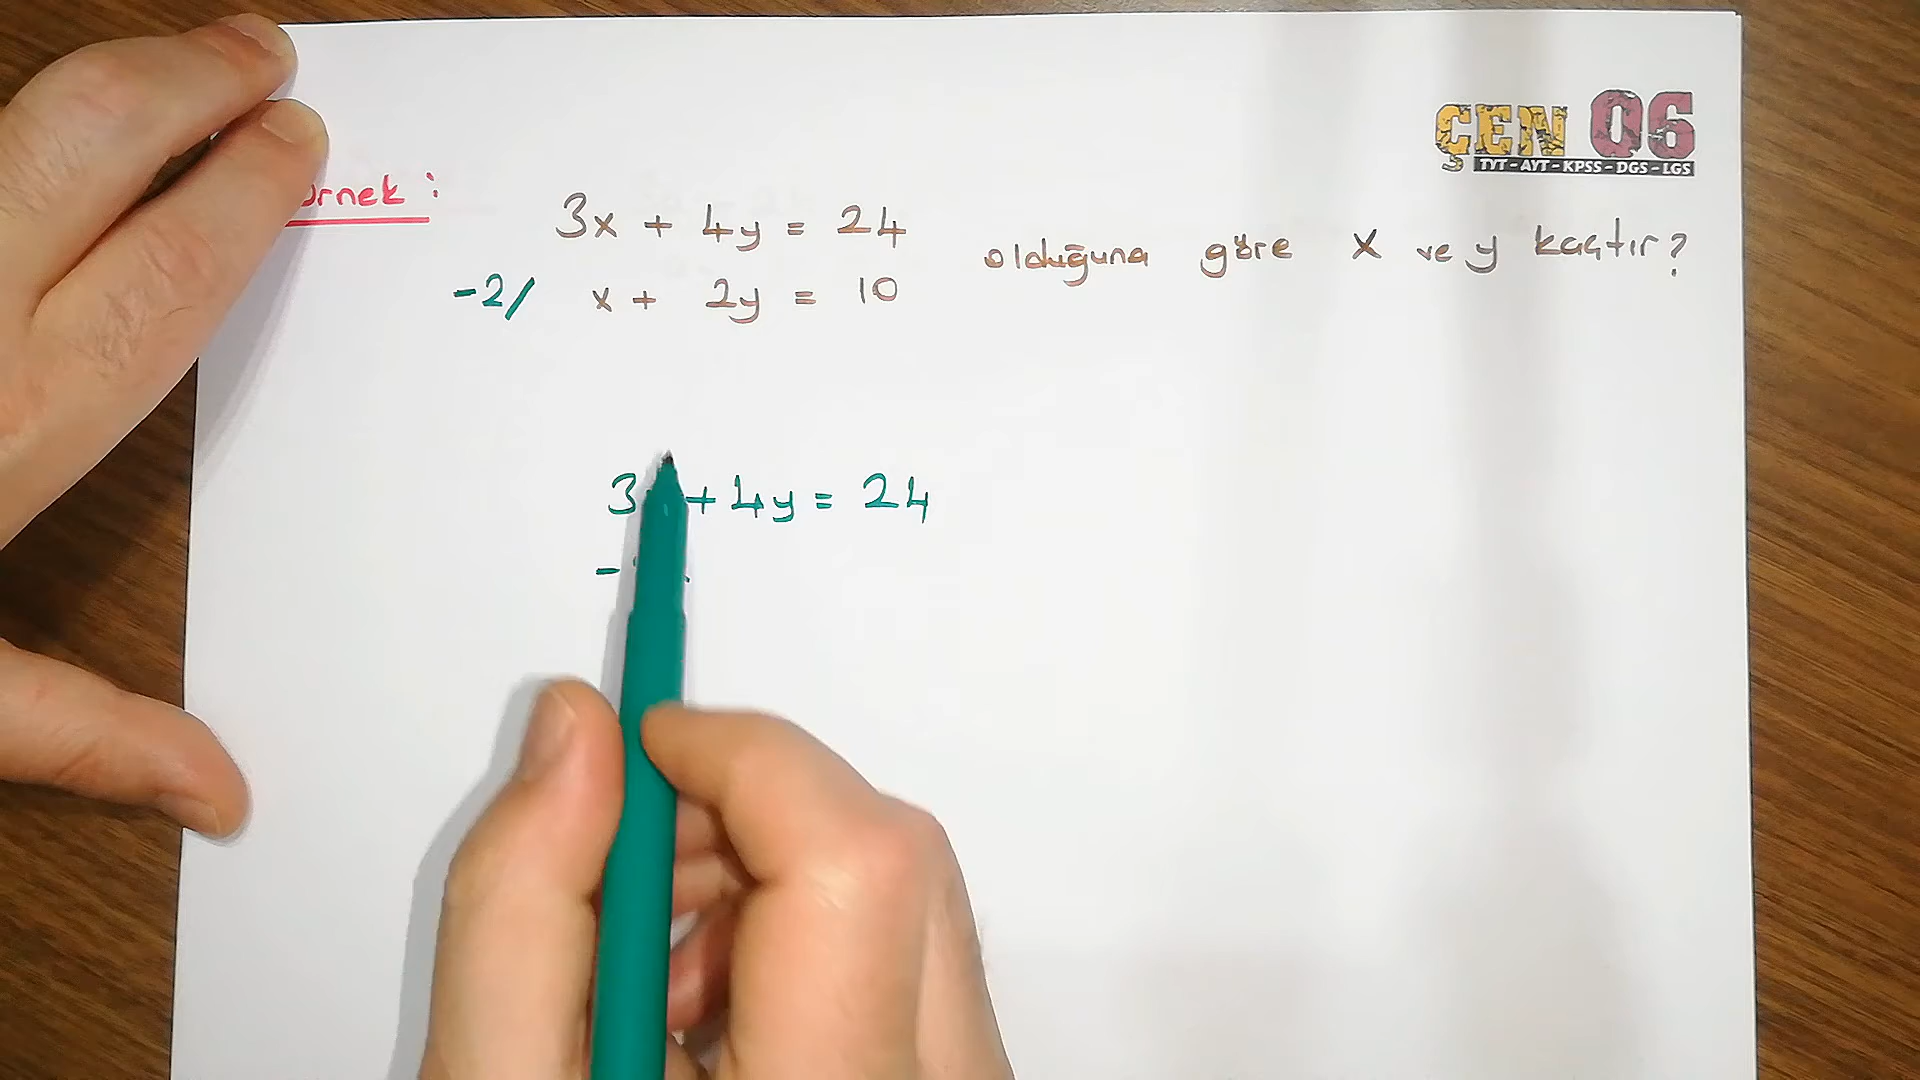 ÇEN 06
TYT - AYT - KPSS - DGS - LGS
3x + 4y = 24
-2/ x + 2y = 10
olduğuna göre x ve y kaçtır?
+ 4y = 24